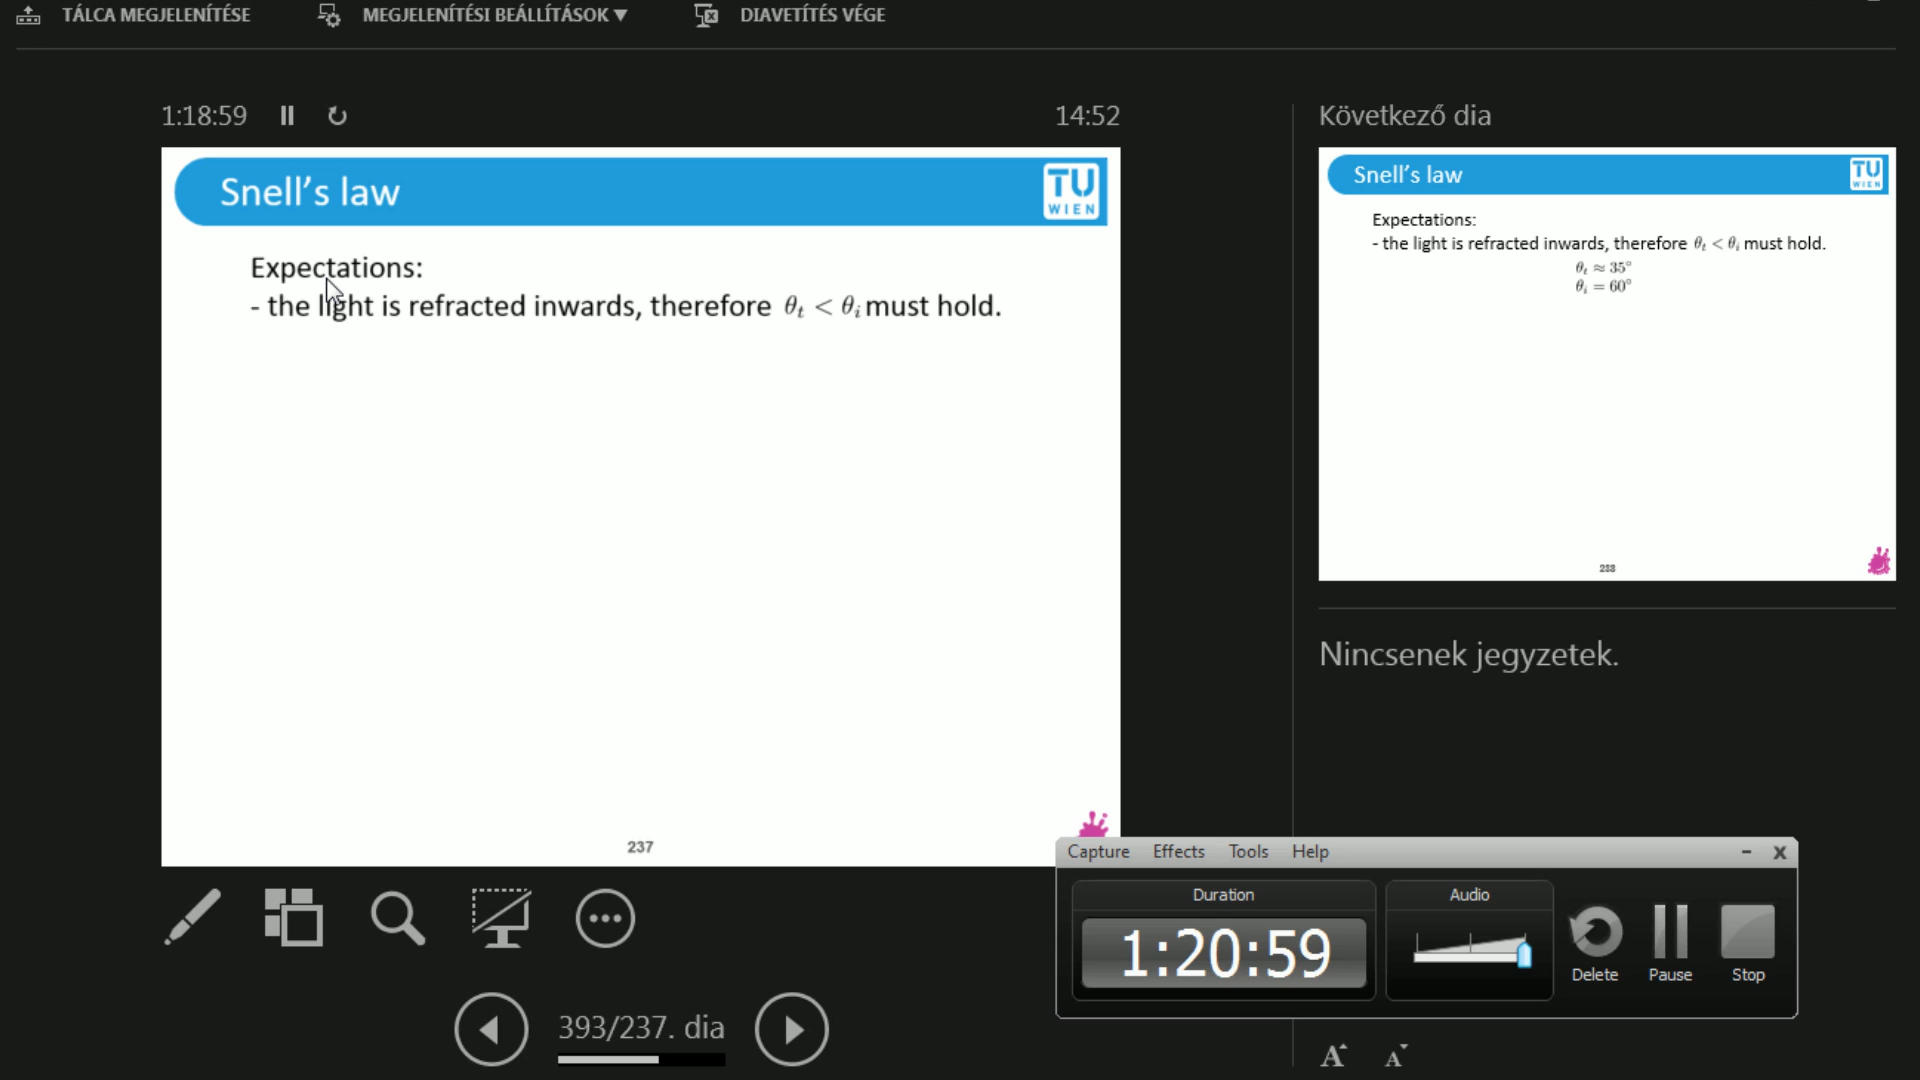 TÁLCA MEGJELENÍTÉSE
MEGJELENÍTÉSI BEÁLLÍTÁSOK ▼
DIAVETÍTÉS VÉGE
1:18:59
14:52
Következő dia
Snell's law
TU
WIEN
Expectations:
- the light is refracted inwards, therefore θt < θi must hold.
237
Snell's law
TU
WIEN
Expectations:
- the light is refracted inwards, therefore θt < θi must hold.
θt ≈ 35°
θi = 60°
238
Nincsenek jegyzetek.
Capture Effects Tools Help
Duration
Audio
1:20:59
Delete
Pause
Stop
393/237. dia
A A